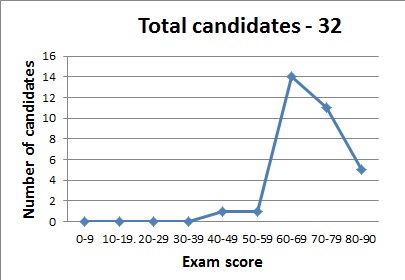 Total candidates - 32
Number of candidates
16
14
12
10
8
6
4
2
0
0-9 10-19. 20-29 30-39 40-49 50-59 60-69 70-79 80-90
Exam score